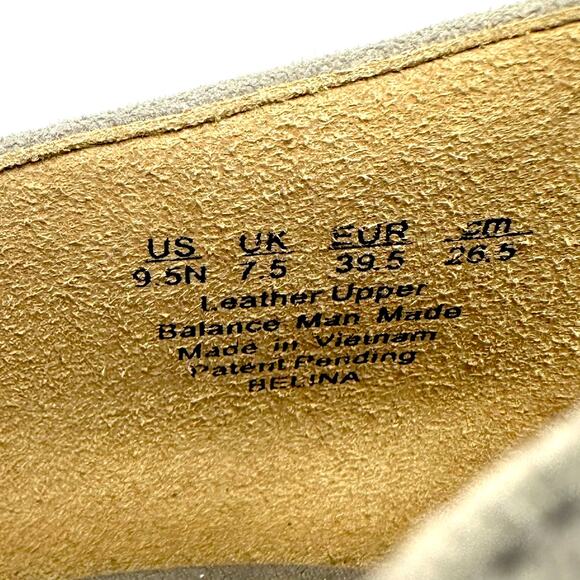 US UK EUR cm
9.5N 7.5 39.5 26.5
Leather Upper
Balance Man Made
Made in Vietnam
Patent Pending
BELINA